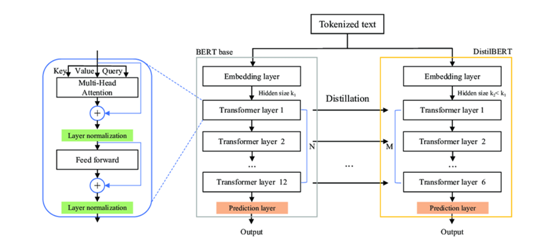 Tokenized text
BERT base
DistilBERT
Key Value Query
Multi-Head
Attention
+
Layer normalization
Feed forward
+
Layer normalization
Embedding layer
Hidden size k₁
Transformer layer 1
Transformer layer 2
...
Transformer layer 12
Prediction layer
Output
N
Distillation
...
M
Embedding layer
Hidden size k₂< k₁
Transformer layer 1
Transformer layer 2
...
Transformer layer 6
Prediction layer
Output